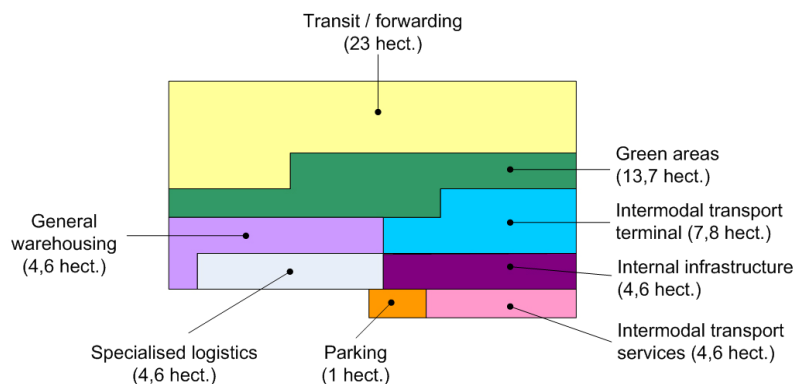 Transit / forwarding
(23 hect.)
Green areas
(13,7 hect.)
General
warehousing
(4,6 hect.)
Intermodal transport
terminal (7,8 hect.)
Internal infrastructure
(4,6 hect.)
Specialised logistics
(4,6 hect.)
Parking
(1 hect.)
Intermodal transport
services (4,6 hect.)